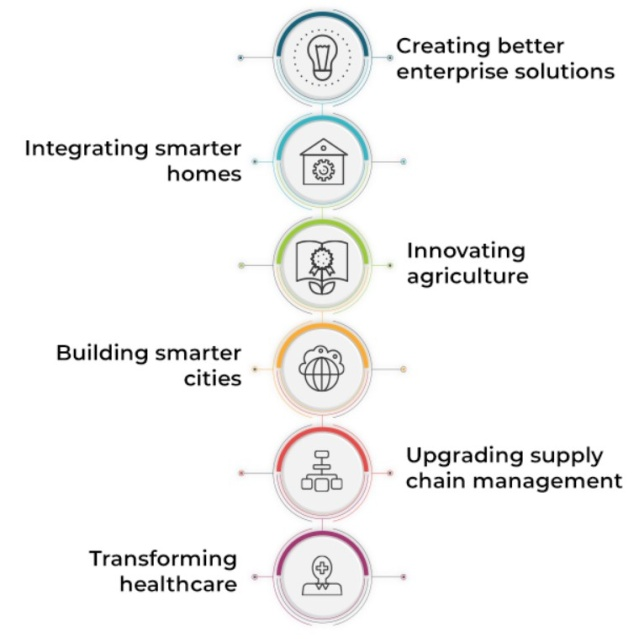 Creating better
enterprise solutions
Integrating smarter
homes
Innovating
agriculture
Building smarter
cities
Upgrading supply
chain management
Transforming
healthcare